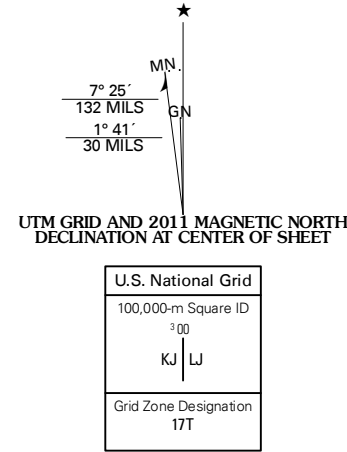 ★
MN.
7° 25´
132 MILS
GN
1° 41´
30 MILS
UTM GRID AND 2011 MAGNETIC NORTH
DECLINATION AT CENTER OF SHEET
U.S. National Grid
100,000-m Square ID
³00
KJ LJ
Grid Zone Designation
17T